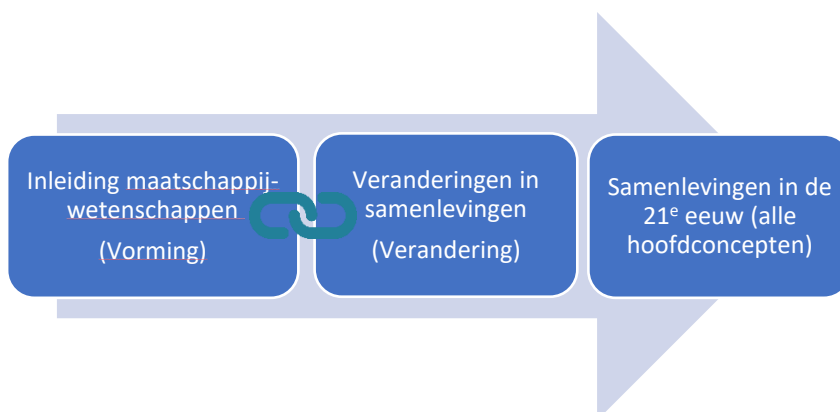 Inleiding maatschappij-
wetenschappen
(Vorming)
Veranderingen in
samenlevingen
(Verandering)
Samenlevingen in de
21e eeuw (alle
hoofdconcepten)